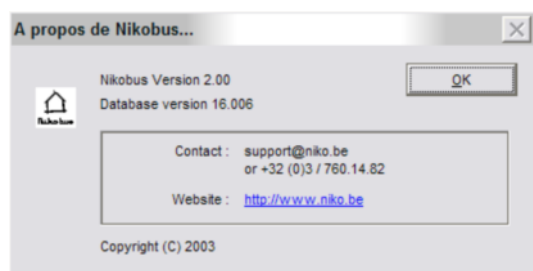 A propos de Nikobus...
Nikobus Version 2.00
OK
Database version 16.006
Nikobus
Contact : support@niko.be
or +32 (0)3 / 760.14.82
Website : http://www.niko.be
Copyright (C) 2003